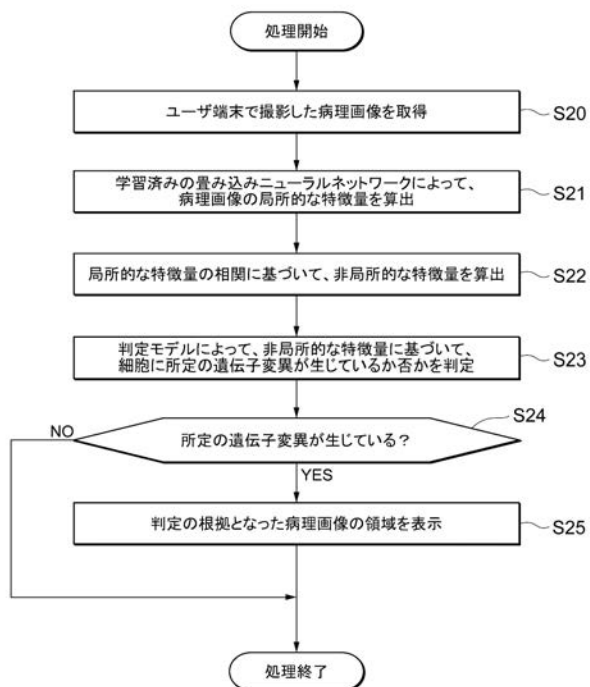 処理開始
ユーザ端末で撮影した病理画像を取得
S20
学習済みの畳み込みニューラルネットワークによって、
病理画像の局所的な特徴量を算出
S21
局所的な特徴量の相関に基づいて、非局所的な特徴量を算出
S22
判定モデルによって、非局所的な特徴量に基づいて、
細胞に所定の遺伝子変異が生じているか否かを判定
S23
S24
NO
所定の遺伝子変異が生じている?
YES
判定の根拠となった病理画像の領域を表示
S25
処理終了